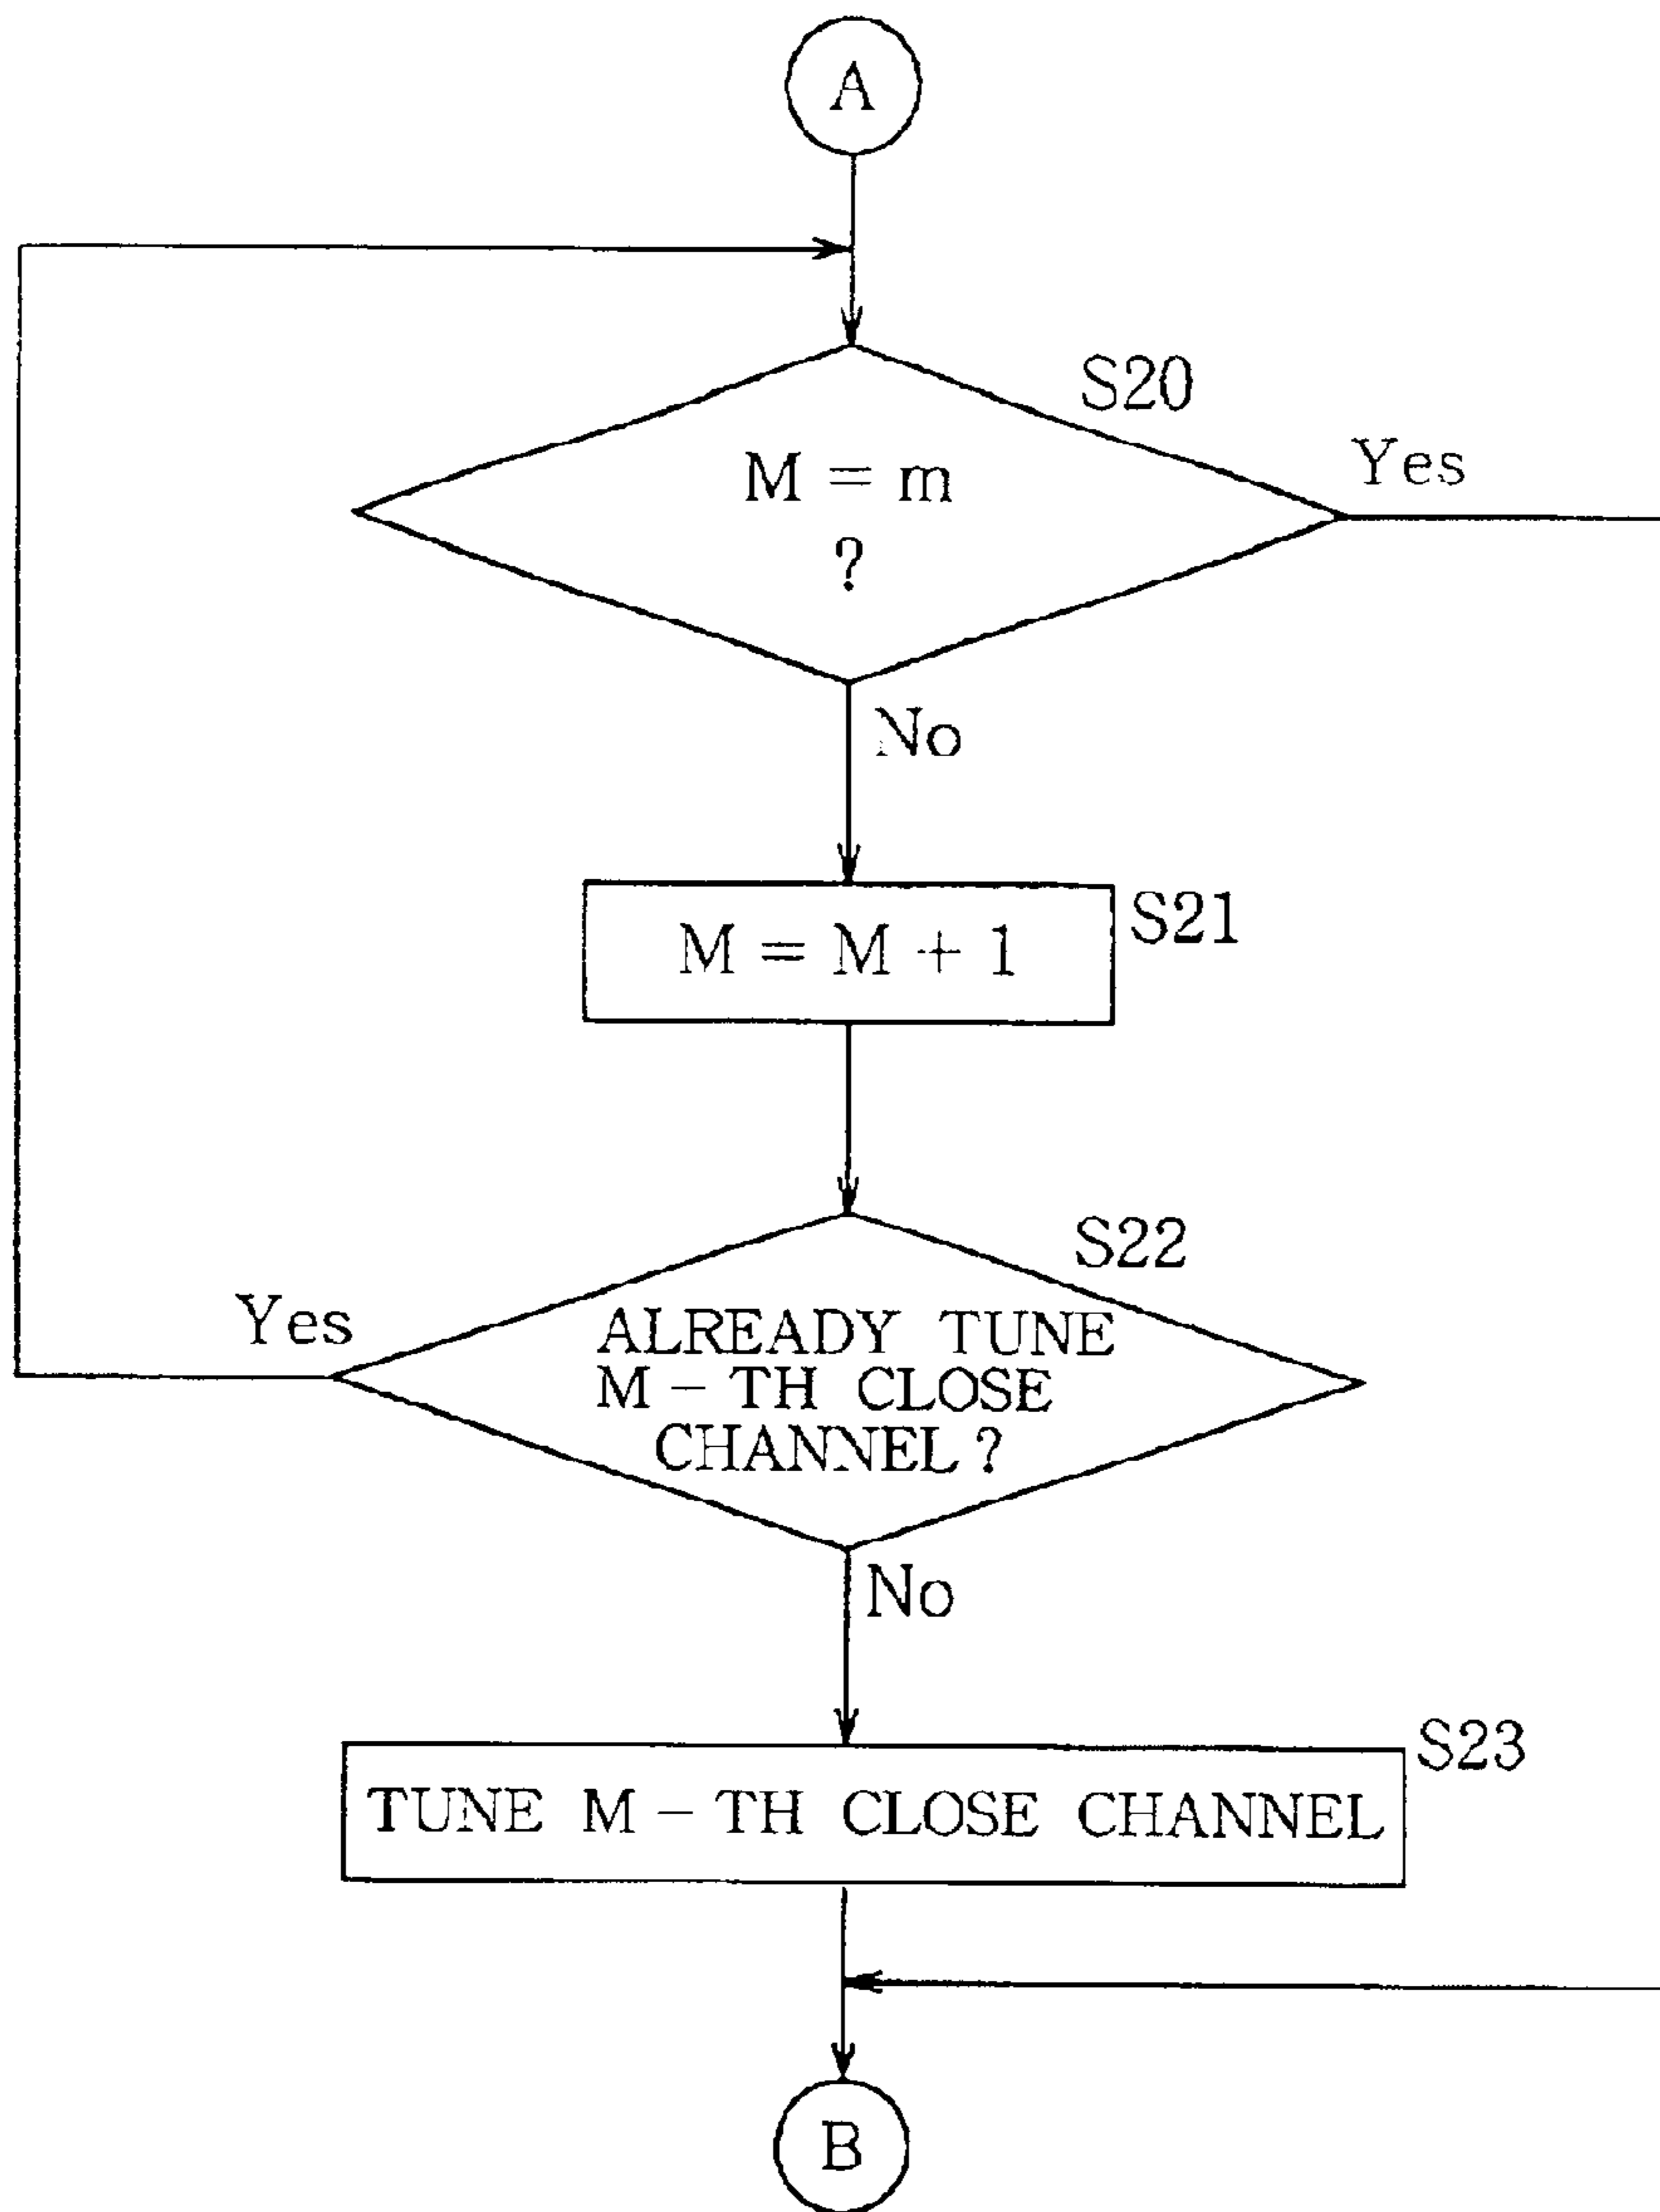 A
S20
M = m
?
Yes
No
S21
M = M + 1
S22
Yes
ALREADY TUNE
M – TH CLOSE
CHANNEL ?
No
S23
TUNE M – TH CLOSE CHANNEL
B